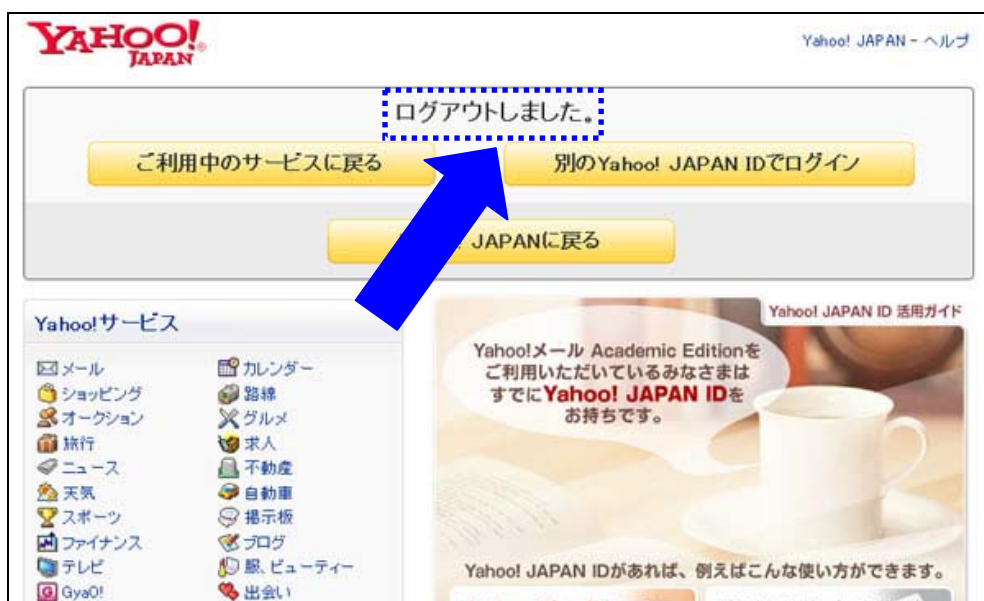 YAHOO!
JAPAN
Yahoo! JAPAN - ヘルプ
ログアウトしました。
ご利用中のサービスに戻る
別のYahoo! JAPAN IDでログイン
JAPANに戻る
Yahoo!サービス
メール
カレンダー
ショッピング
路線
オークション
グルメ
旅行
求人
ニュース
不動産
天気
自動車
スポーツ
掲示板
ファイナンス
ブログ
テレビ
服、ビューティー
GyaO!
出会い
Yahoo! JAPAN ID 活用ガイド
Yahoo!メール Academic Editionを
ご利用いただいているみなさまは
すでにYahoo! JAPAN IDを
お持ちです。
Yahoo! JAPAN IDがあれば、例えばこんな使い方ができます。